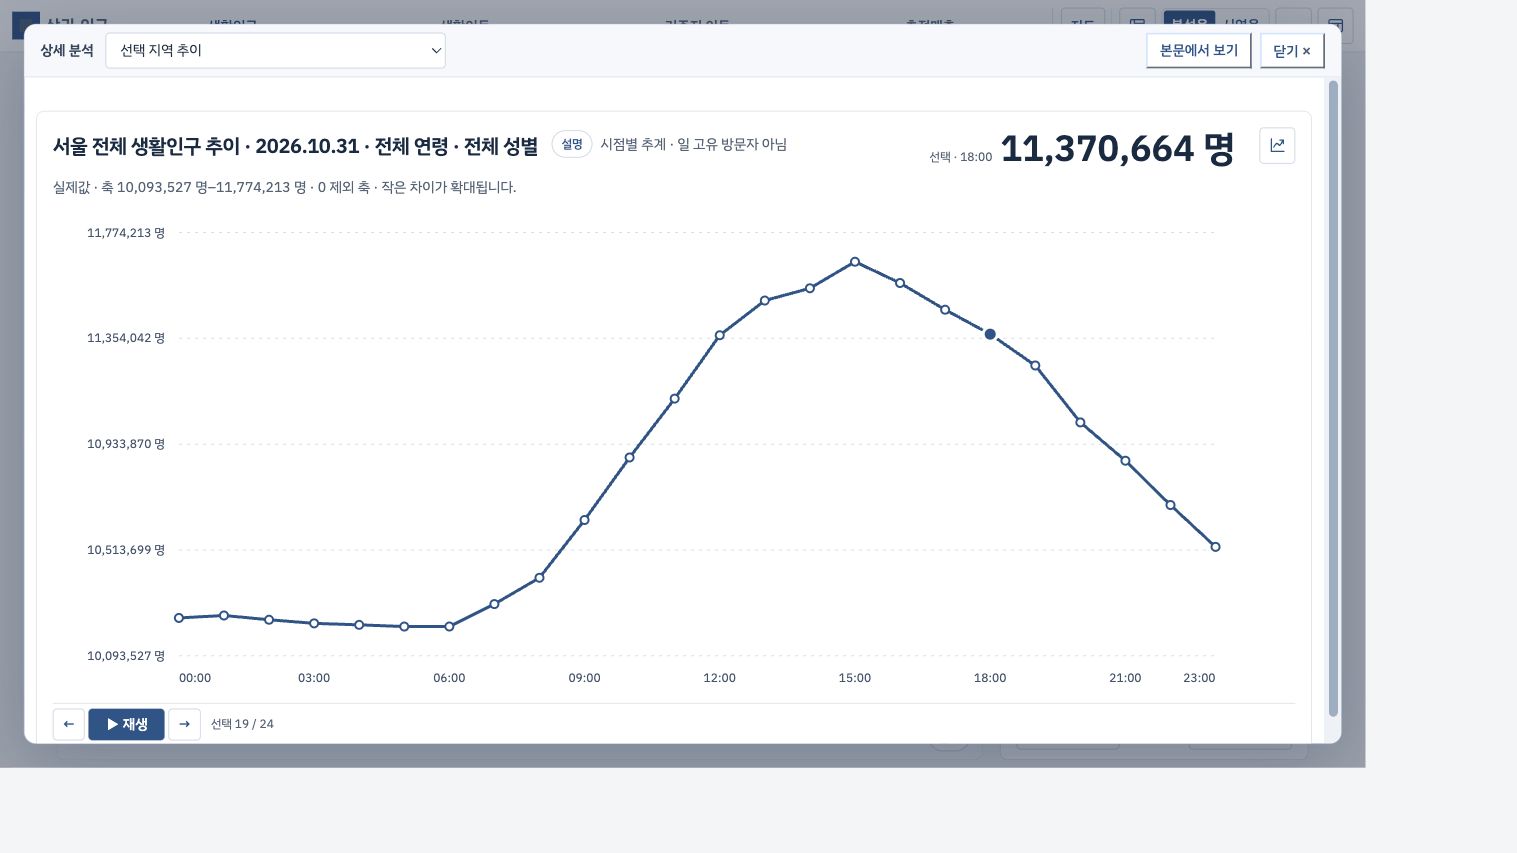 상세 분석
선택 지역 추이
본문에서 보기
닫기 ×
서울 전체 생활인구 추이 · 2026.10.31 · 전체 연령 · 전체 성별
설명
시점별 추계 · 일 고유 방문자 아님
선택 · 18:00
11,370,664 명
실제값 · 축 10,093,527 명–11,774,213 명 · 0 제외 축 · 작은 차이가 확대됩니다.
11,774,213 명
11,354,042 명
10,933,870 명
10,513,699 명
10,093,527 명
00:00 03:00 06:00 09:00 12:00 15:00 18:00 21:00 23:00
← ▶ 재생 → 선택 19 / 24